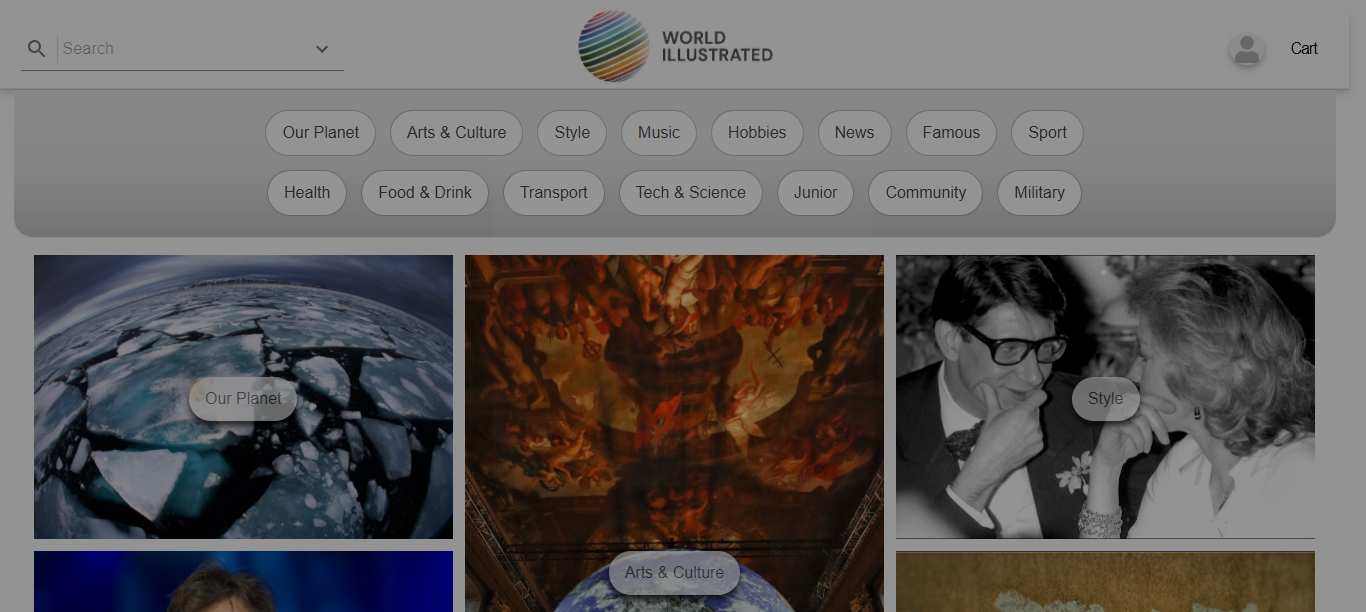 Search
WORLD
ILLUSTRATED
Cart
Our Planet
Arts & Culture
Style
Music
Hobbies
News
Famous
Sport
Health
Food & Drink
Transport
Tech & Science
Junior
Community
Military
Our Planet
Style
Arts & Culture